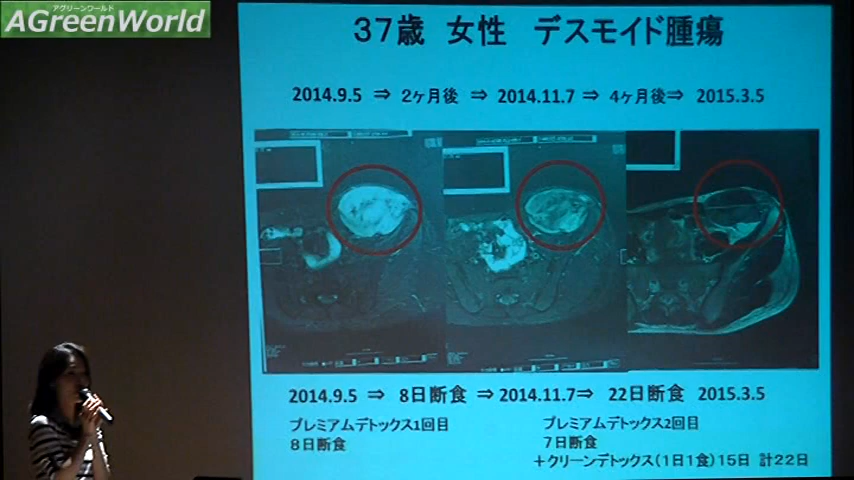 アグリーンワールド
AGreenWorld
37歳 女性 デスモイド腫瘍
2014.9.5 ⇒ 2ヶ月後 ⇒ 2014.11.7 ⇒ 4ヶ月後⇒ 2015.3.5
2014.9.5 ⇒ 8日断食 ⇒ 2014.11.7⇒ 22日断食 2015.3.5
プレミアムデトックス1回目
8日断食
プレミアムデトックス2回目
7日断食
+クリーンデトックス(1日1食)15日 計22日